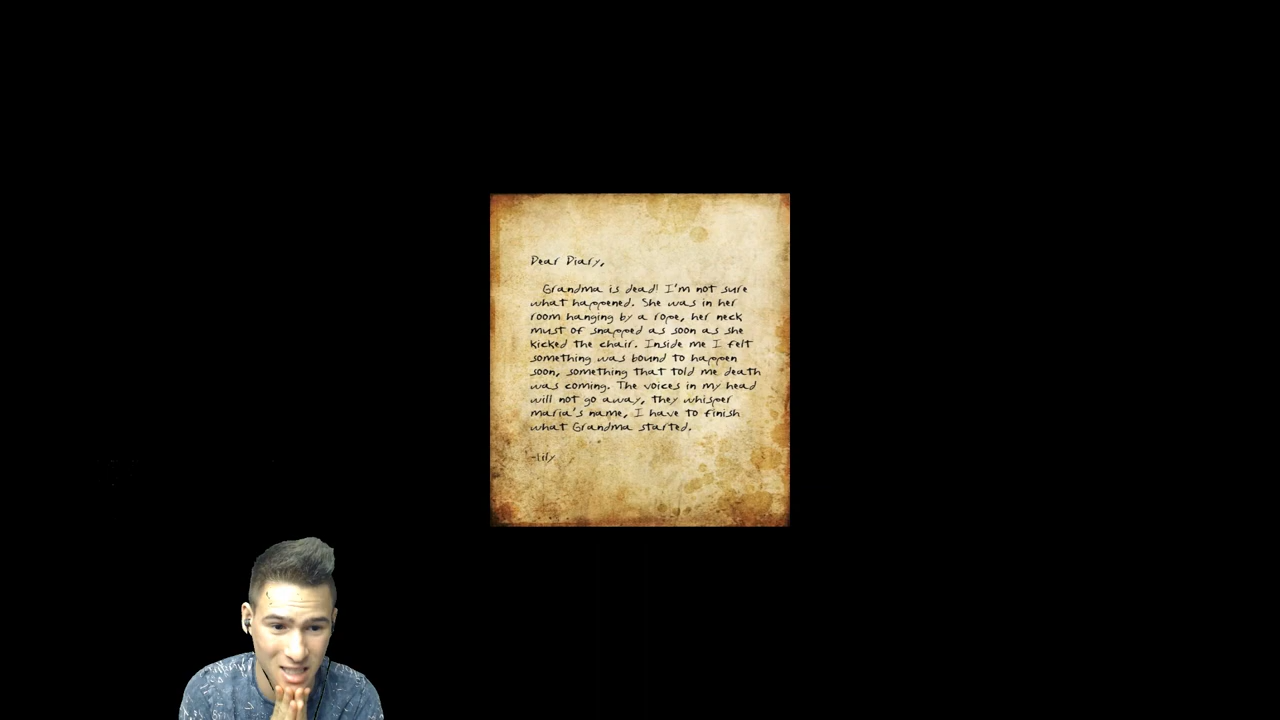 Dear Diary,
Grandma is dead! I'm not sure
what happened. She was in her
room hanging by a rope, her neck
must of snapped as soon as she
kicked the chair. Inside me I felt
something was bound to happen
soon, something that told me death
was coming. The voices in my head
will not go away, they whisper
maria's name, I have to finish
what Grandma started.
-Lily